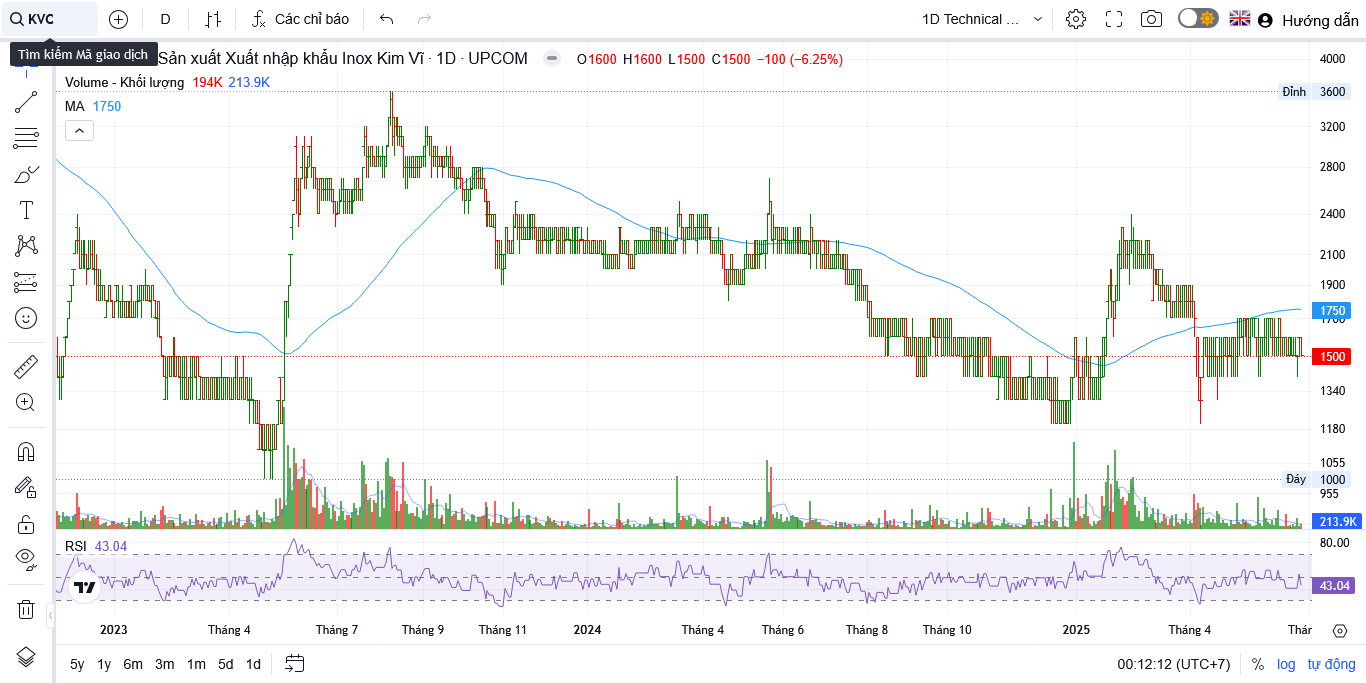 KVC
D
Các chỉ báo
1D Technical ...
Hướng dẫn
Tìm kiếm Mã giao dịch
Sản xuất Xuất nhập khẩu Inox Kim Vĩ · 1D · UPCOM
O1600 H1600 L1500 C1500 −100 (−6.25%)
Volume - Khối lượng 194K 213.9K
MA 1750
4000
Đỉnh 3600
3200
2800
2400
2100
1900
1750
1700
1500
1340
1180
1055
Đáy 1000
955
213.9K
RSI 43.04
80.00
43.04
2023 Tháng 4 Tháng 7 Tháng 9 Tháng 11 2024 Tháng 4 Tháng 6 Tháng 8 Tháng 10 2025 Tháng 4 Thár
5y 1y 6m 3m 1m 5d 1d
00:12:12 (UTC+7) % log tự động